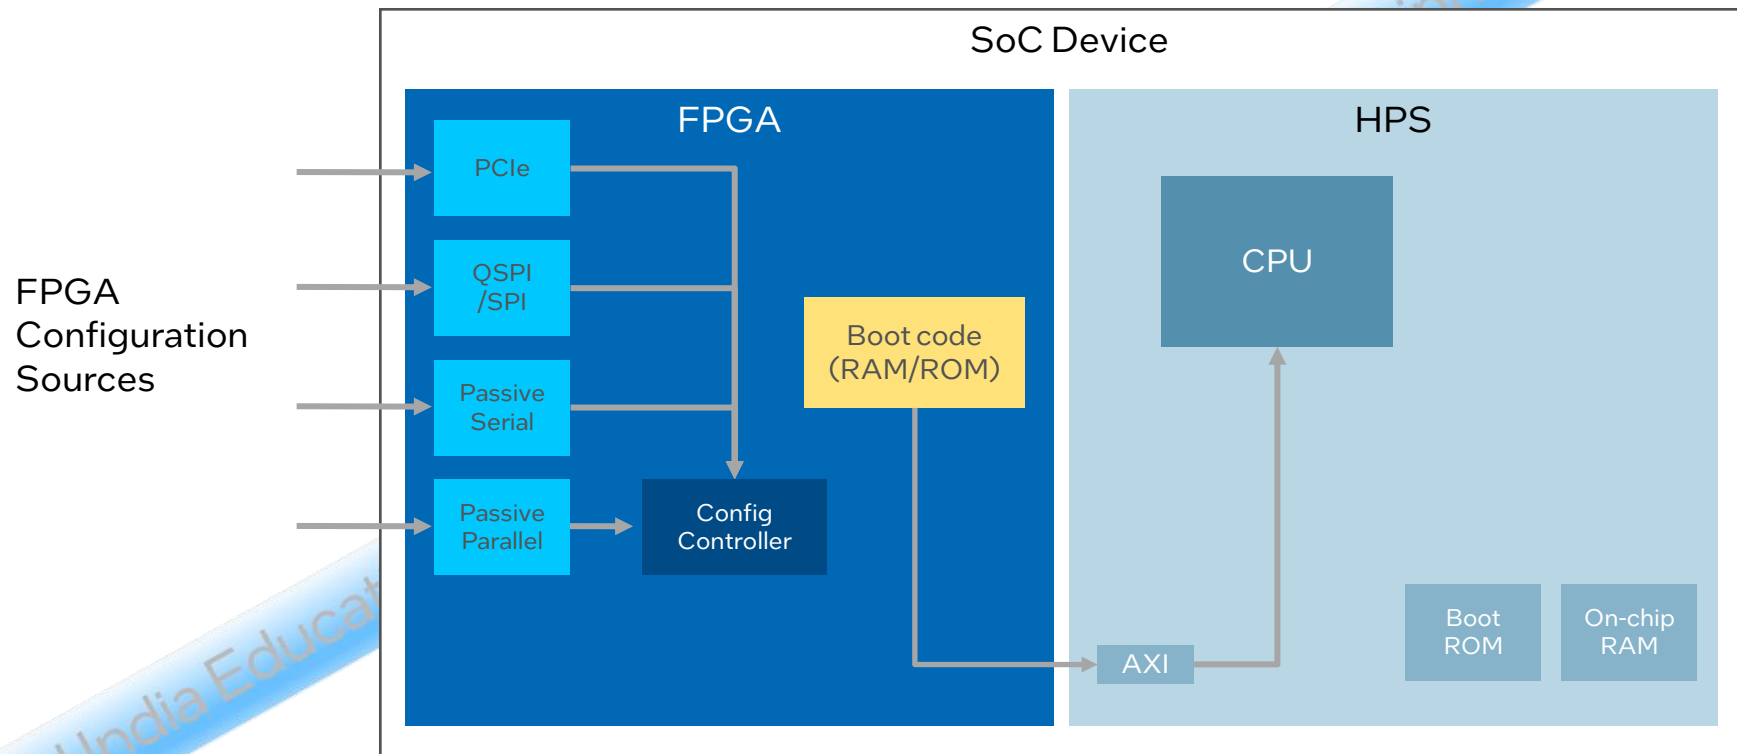 SoC Device
FPGA
HPS
PCIe
CPU
QSPI
/SPI
FPGA
Configuration
Sources
Boot code
(RAM/ROM)
Passive
Serial
Passive
Parallel
Config
Controller
Boot
ROM
On-chip
RAM
AXI